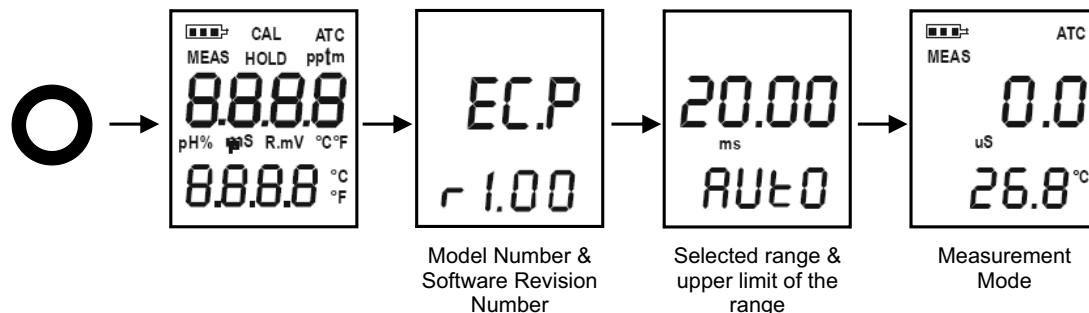 CAL ATC
MEAS HOLD pptm
8.8.8.8
pH% µmS R.mV °C°F
8.8.8.8 °C
°F
EC.P
r 1.00
Model Number &
Software Revision
Number
20.00
ms
AUtO
Selected range &
upper limit of the
range
ATC
MEAS
0.0
uS
26.8 °C
Measurement
Mode